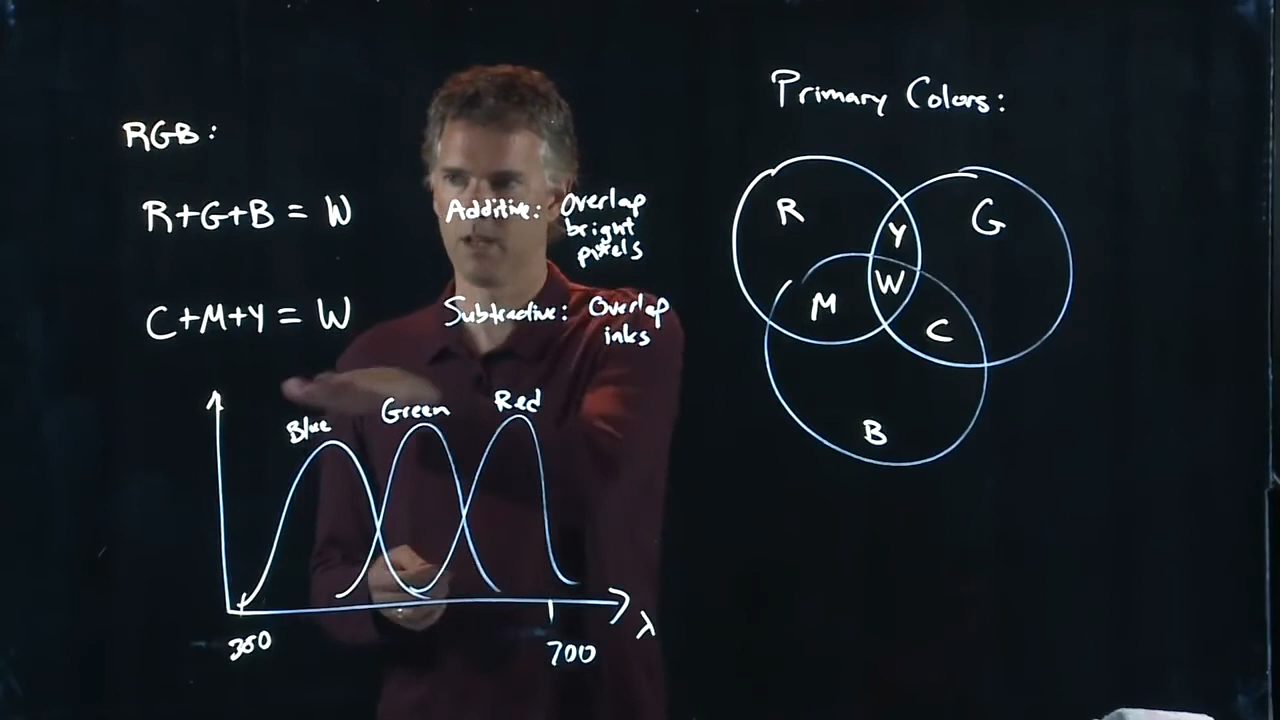 Primary Colors:
RGB:
R+G+B = W
Additive: Overlap
bright
pixels
C+M+Y = W
Subtractive: Overlap
inks
R
G
Y
W
M
C
B
Blue
Green
Red
350
700
λ